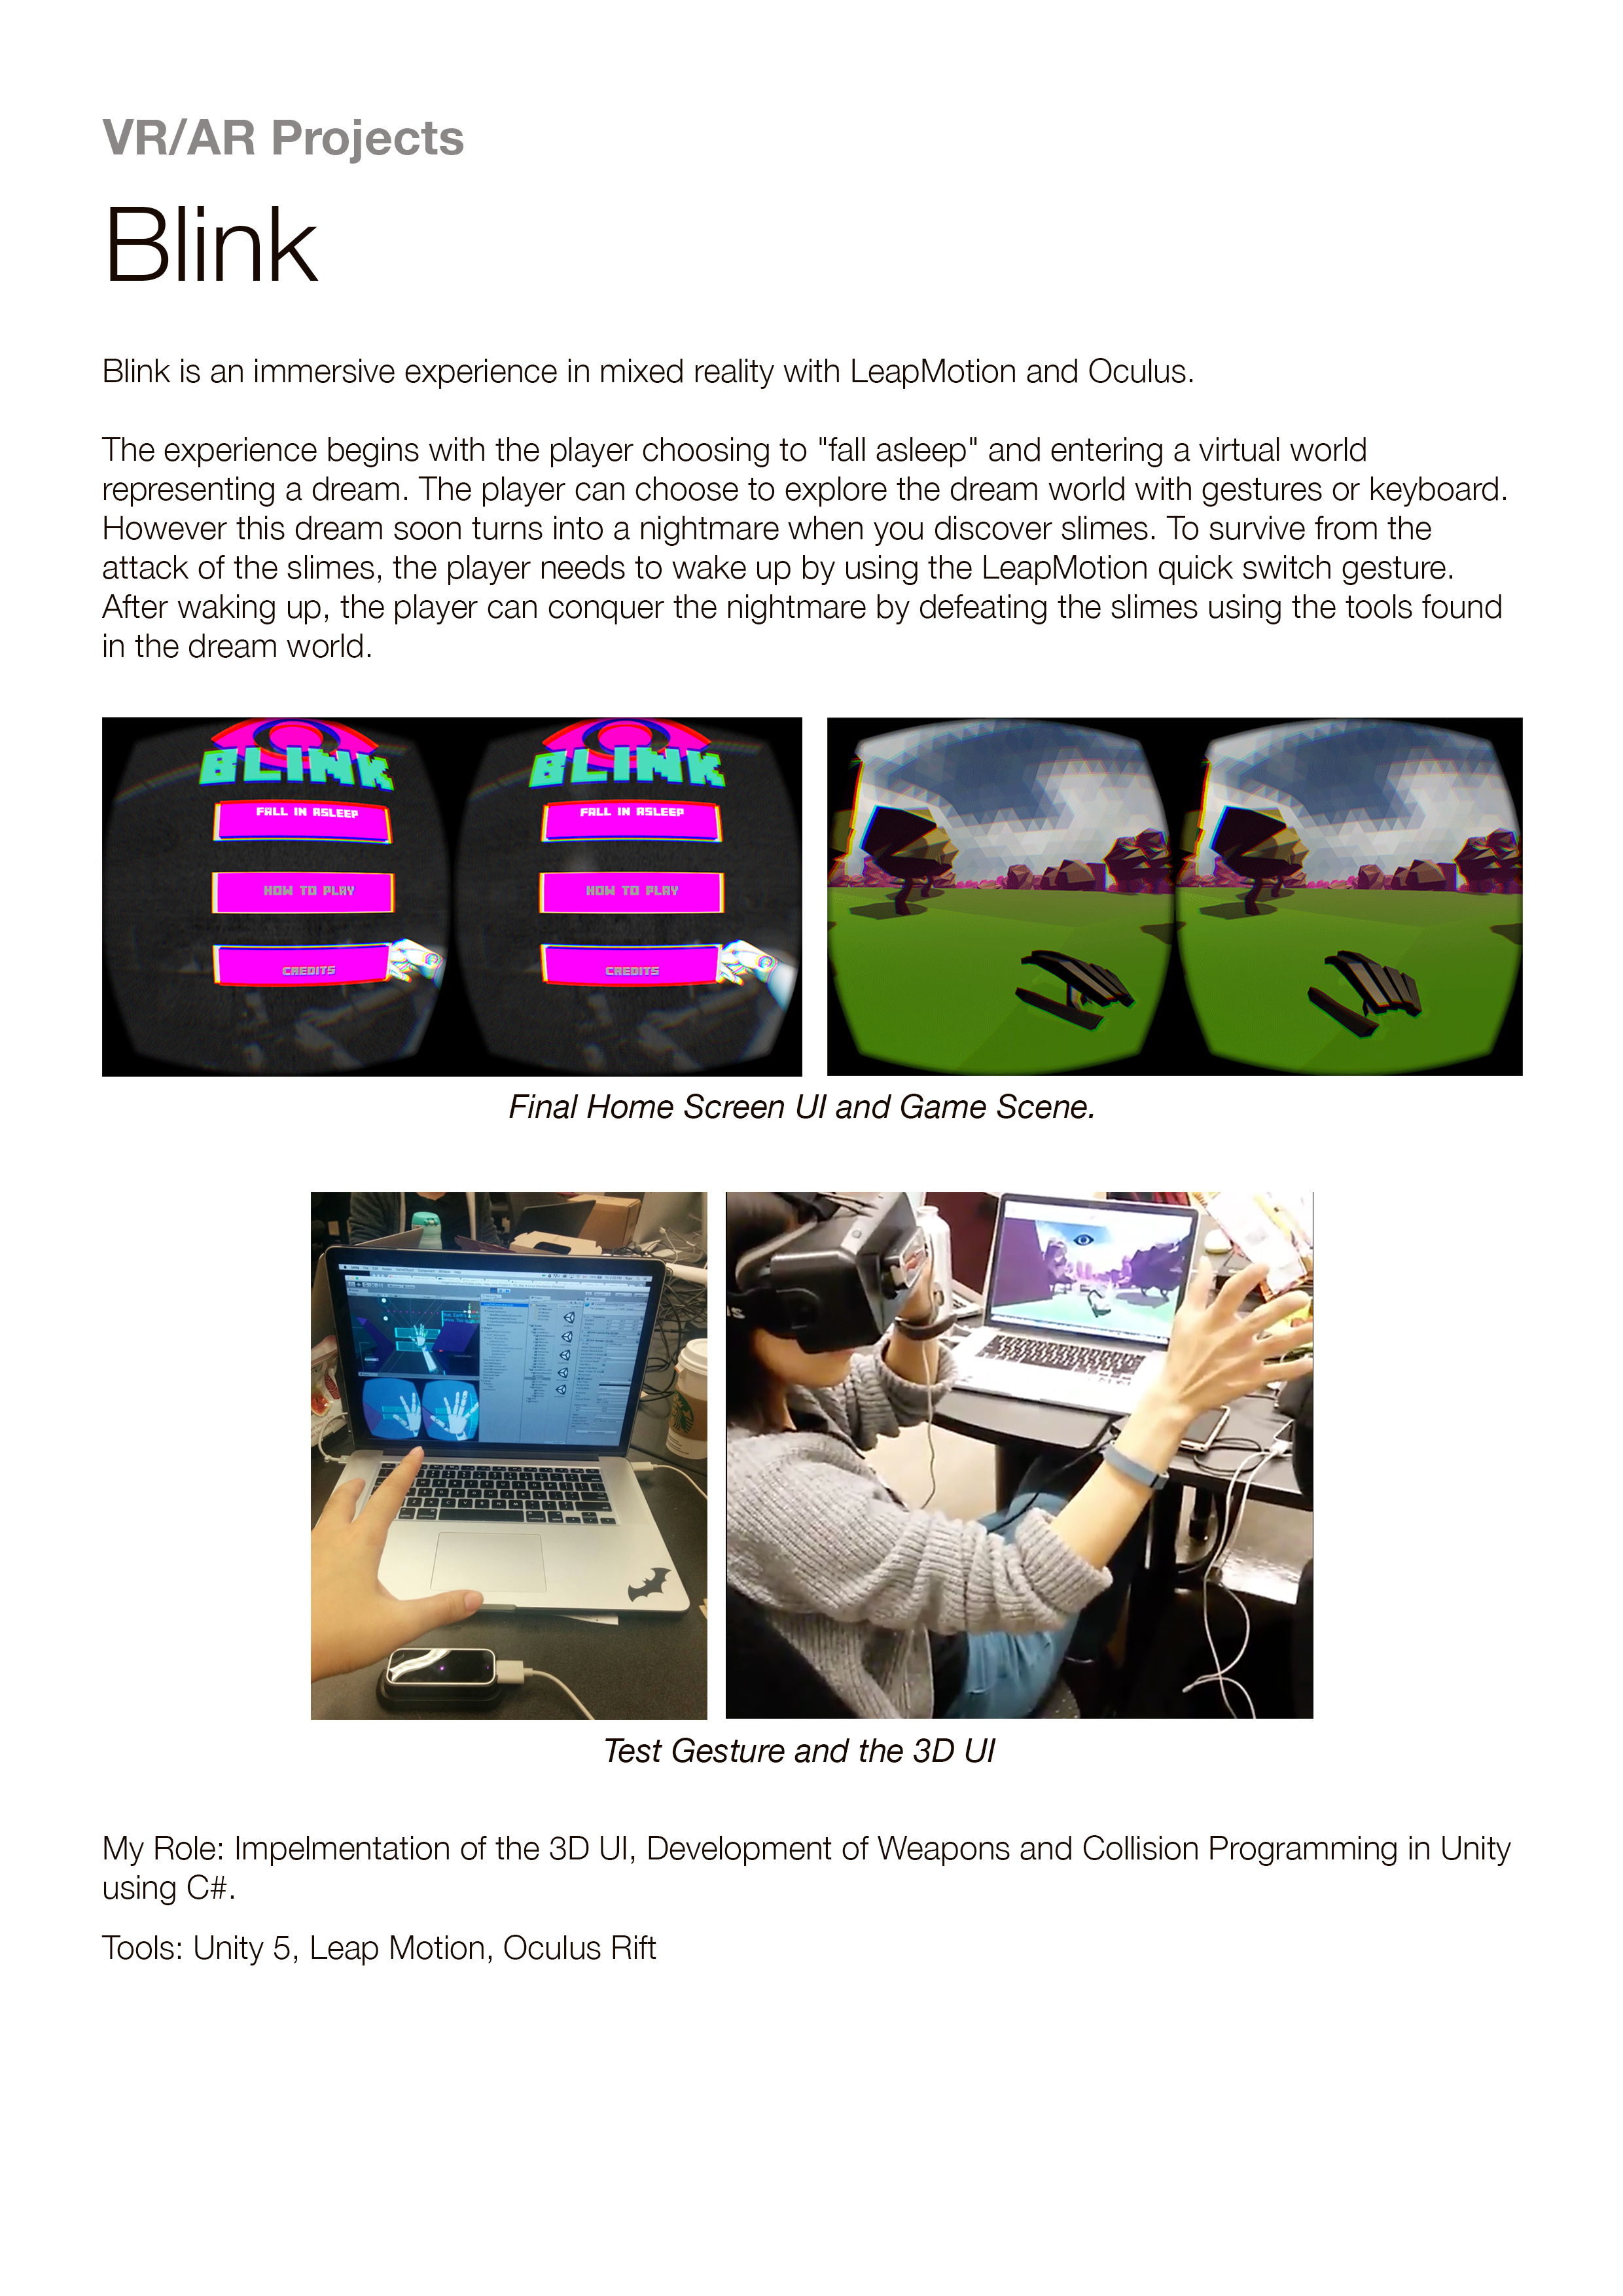 VR/AR Projects
Blink
Blink is an immersive experience in mixed reality with LeapMotion and Oculus.
The experience begins with the player choosing to "fall asleep" and entering a virtual world
representing a dream. The player can choose to explore the dream world with gestures or keyboard.
However this dream soon turns into a nightmare when you discover slimes. To survive from the
attack of the slimes, the player needs to wake up by using the LeapMotion quick switch gesture.
After waking up, the player can conquer the nightmare by defeating the slimes using the tools found
in the dream world.
BLINK
BLINK
FALL IN ASLEEP
FALL IN ASLEEP
HOW TO PLAY
HOW TO PLAY
CREDITS
CREDITS
Final Home Screen UI and Game Scene.
Test Gesture and the 3D UI
My Role: Impelmentation of the 3D UI, Development of Weapons and Collision Programming in Unity
using C#.
Tools: Unity 5, Leap Motion, Oculus Rift